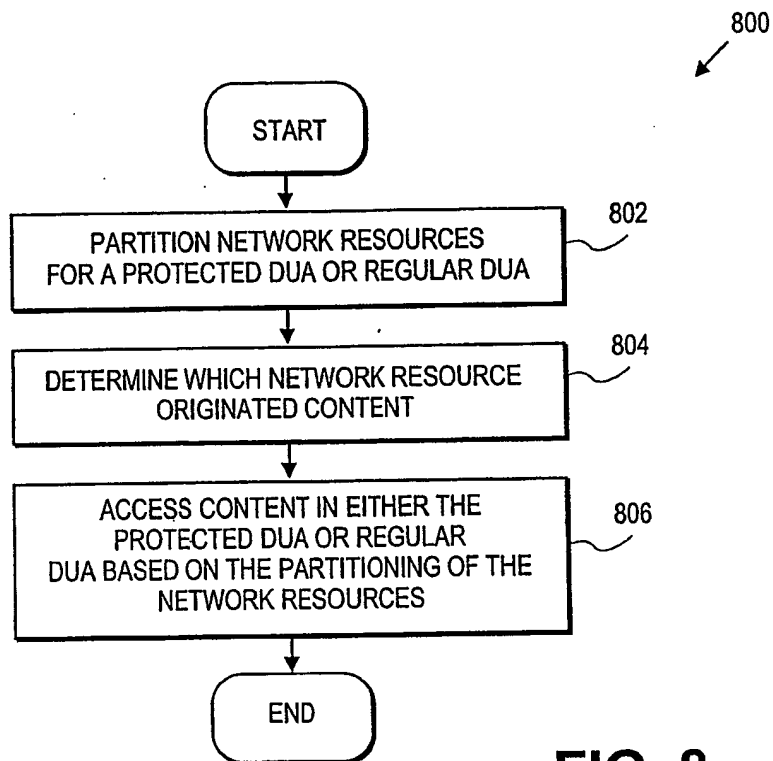 800
START
802
PARTITION NETWORK RESOURCES
FOR A PROTECTED DUA OR REGULAR DUA
804
DETERMINE WHICH NETWORK RESOURCE
ORIGINATED CONTENT
ACCESS CONTENT IN EITHER THE
PROTECTED DUA OR REGULAR
DUA BASED ON THE PARTITIONING OF THE
NETWORK RESOURCES
806
END
FIG. 8